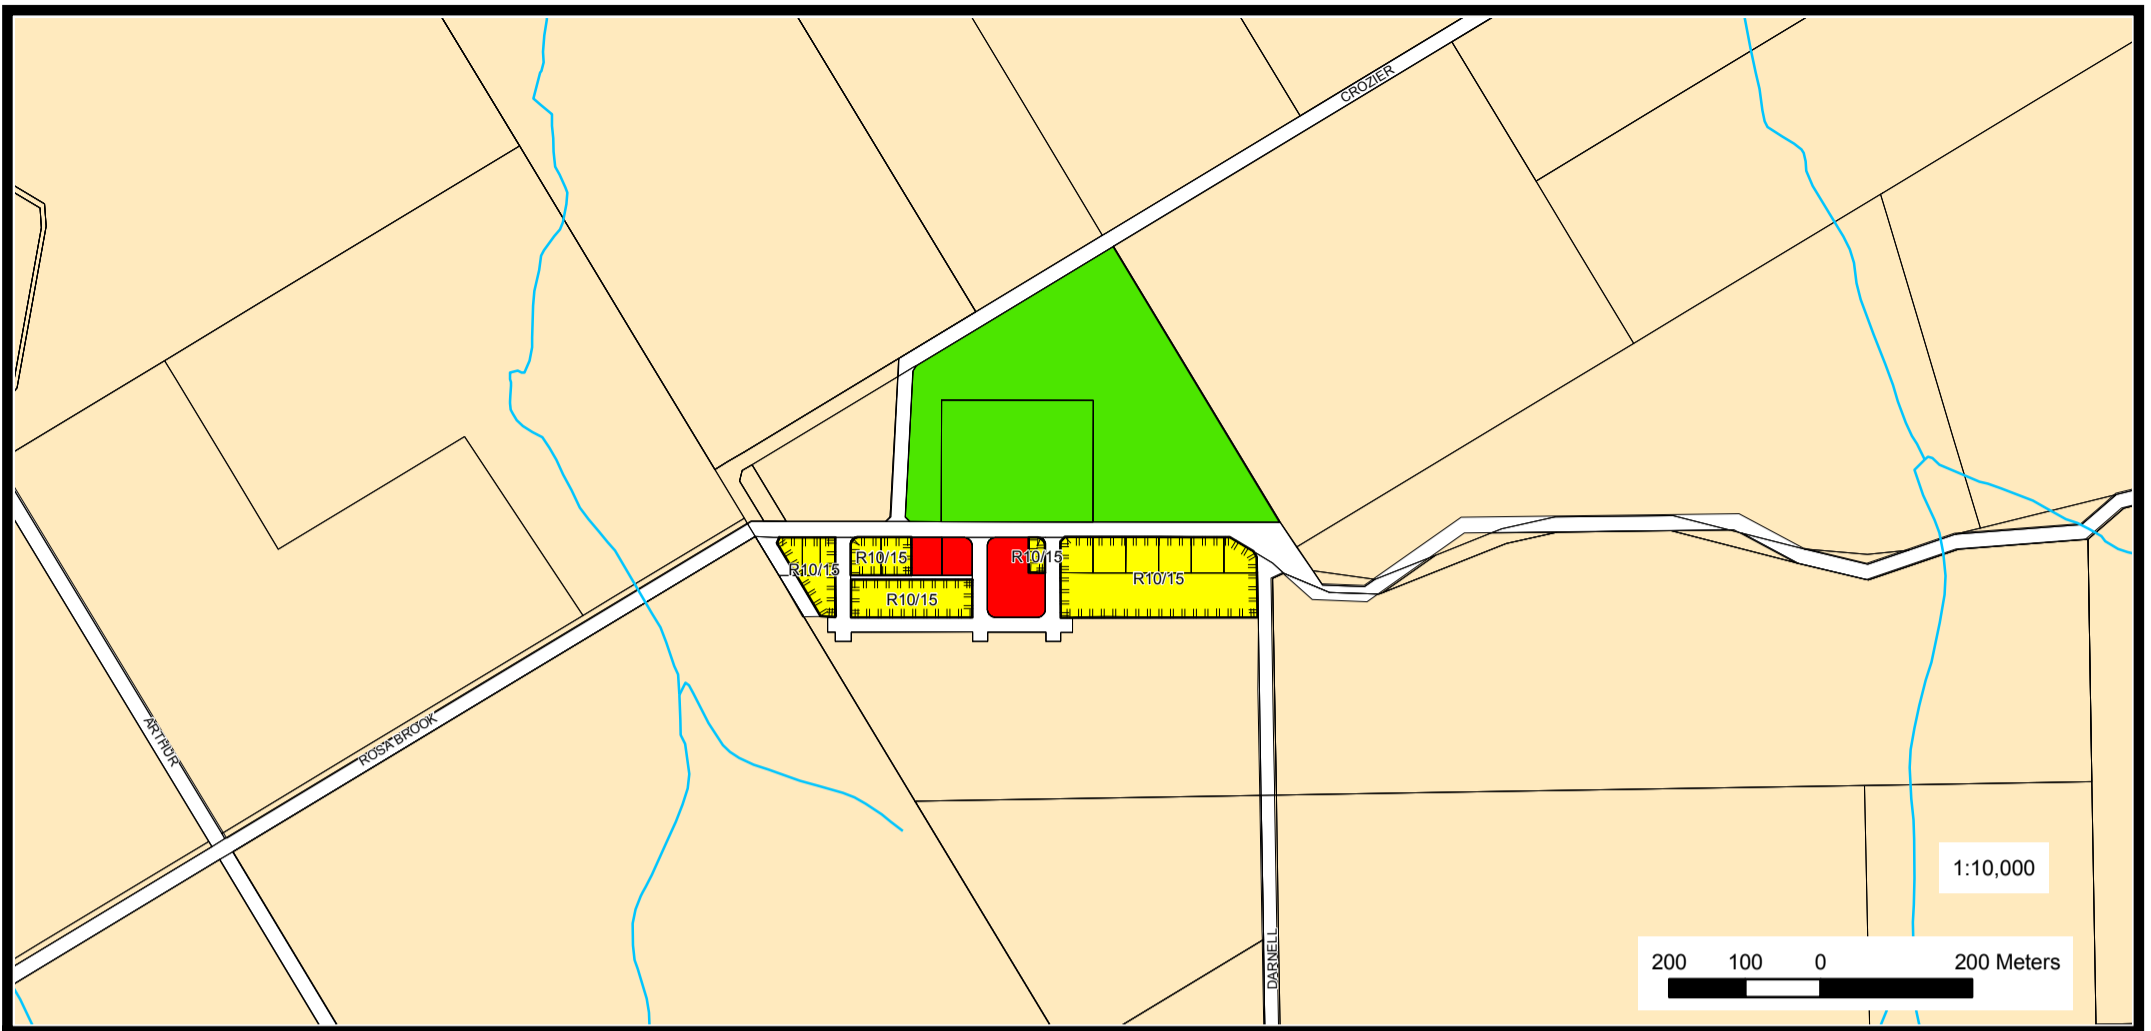 CROZIER
R10/15
R10/15
R10/15
R10/15
R10/15
ARTHUR
ROSA BROOK
DARNELL
1:10,000
200 100 0 200 Meters